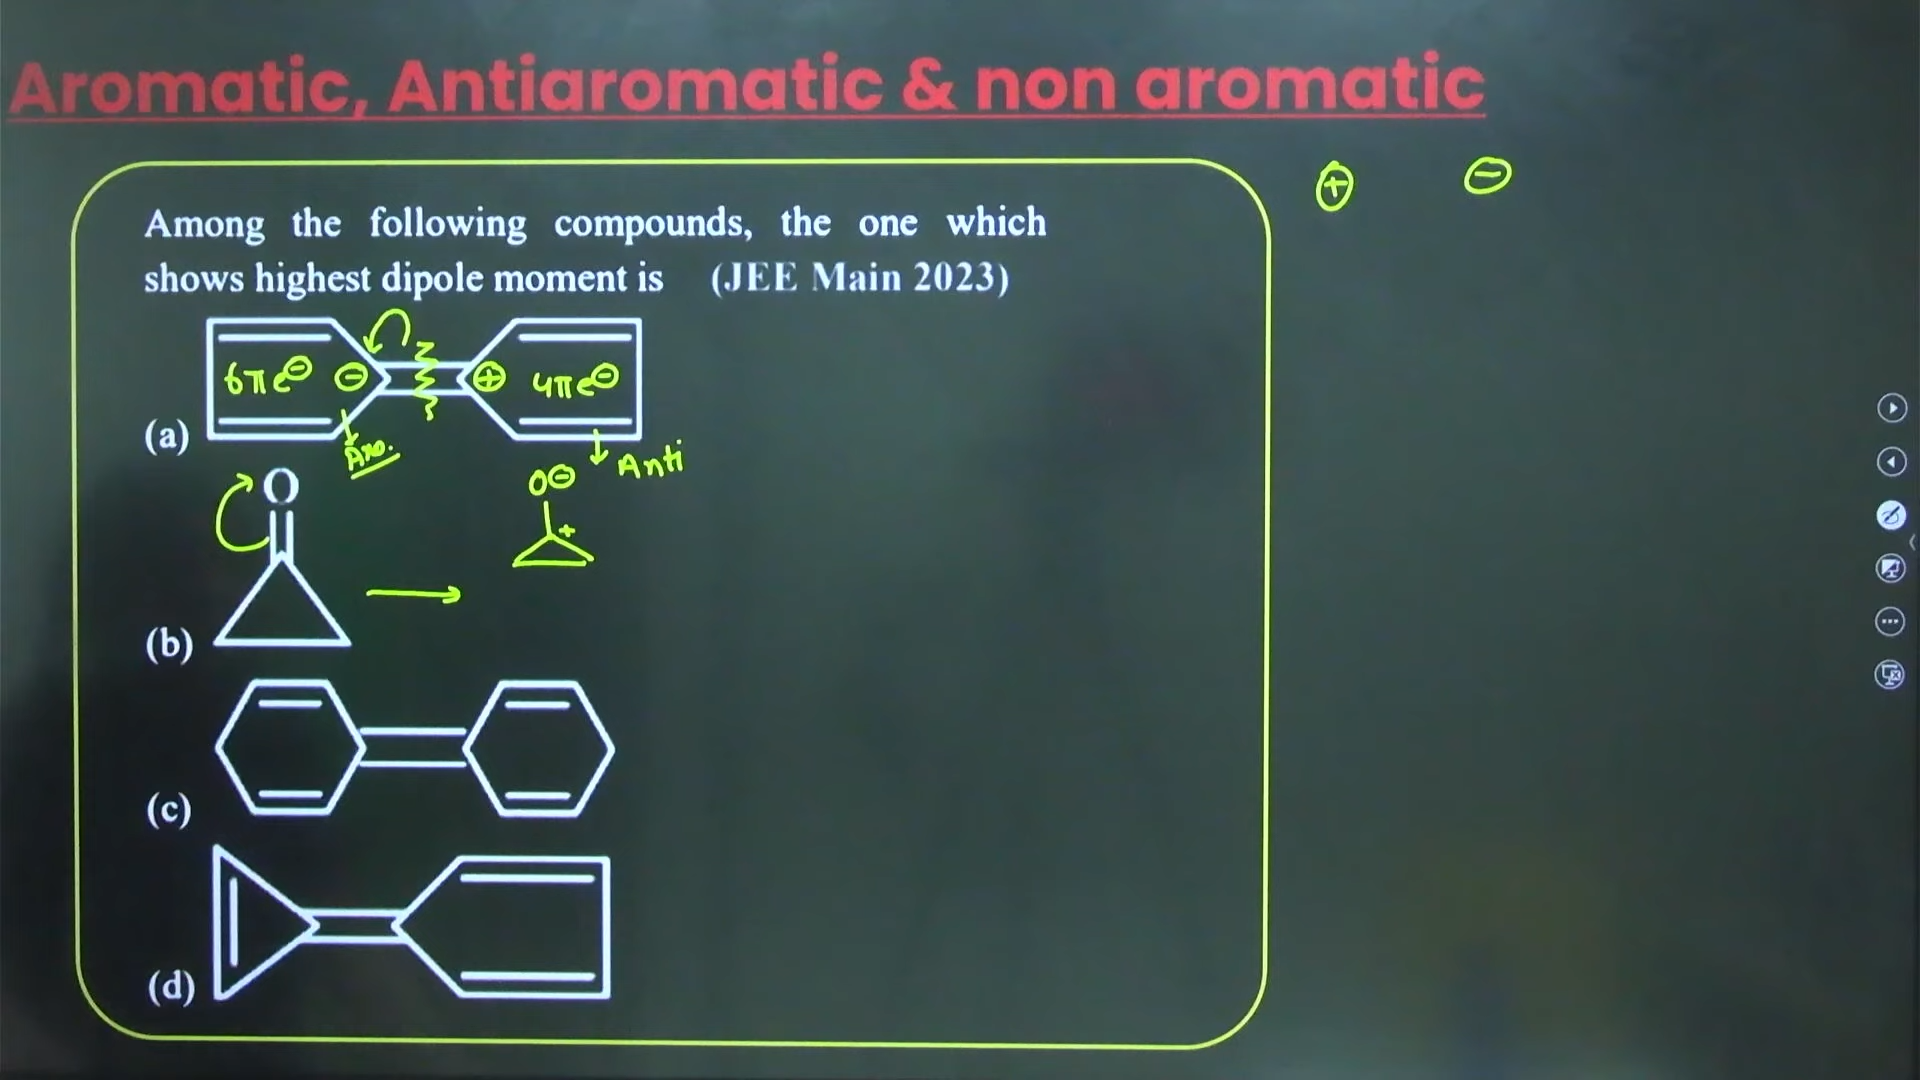 Aromatic, Antiaromatic & non aromatic
⊕ ⊖
Among the following compounds, the one which
shows highest dipole moment is (JEE Main 2023)
6πe⊖ ⊖ ⊕ 4πe⊖
(a)
Aro.
Anti
O
O⊖
+
(b)
(c)
(d)